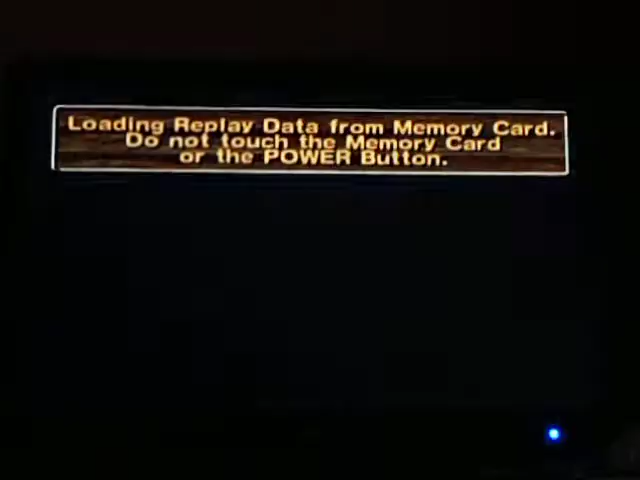 Loading Replay Data from Memory Card.
Do not touch the Memory Card
or the POWER Button.